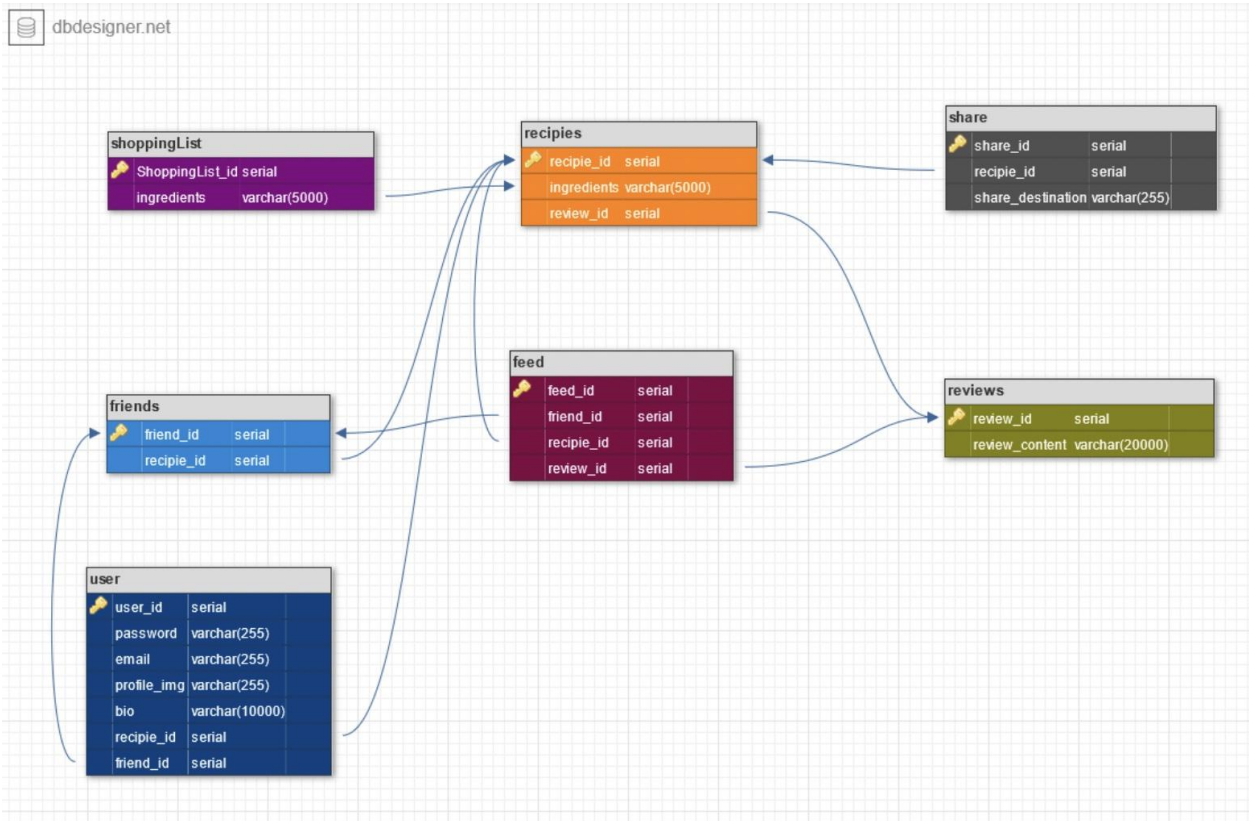 dbdesigner.net
shoppingList
ShoppingList_id serial
ingredients varchar(5000)
recipies
recipie_id serial
ingredients varchar(5000)
review_id serial
share
share_id serial
recipie_id serial
share_destination varchar(255)
friends
friend_id serial
recipie_id serial
feed
feed_id serial
friend_id serial
recipie_id serial
review_id serial
reviews
review_id serial
review_content varchar(20000)
user
user_id serial
password varchar(255)
email varchar(255)
profile_img varchar(255)
bio varchar(10000)
recipie_id serial
friend_id serial